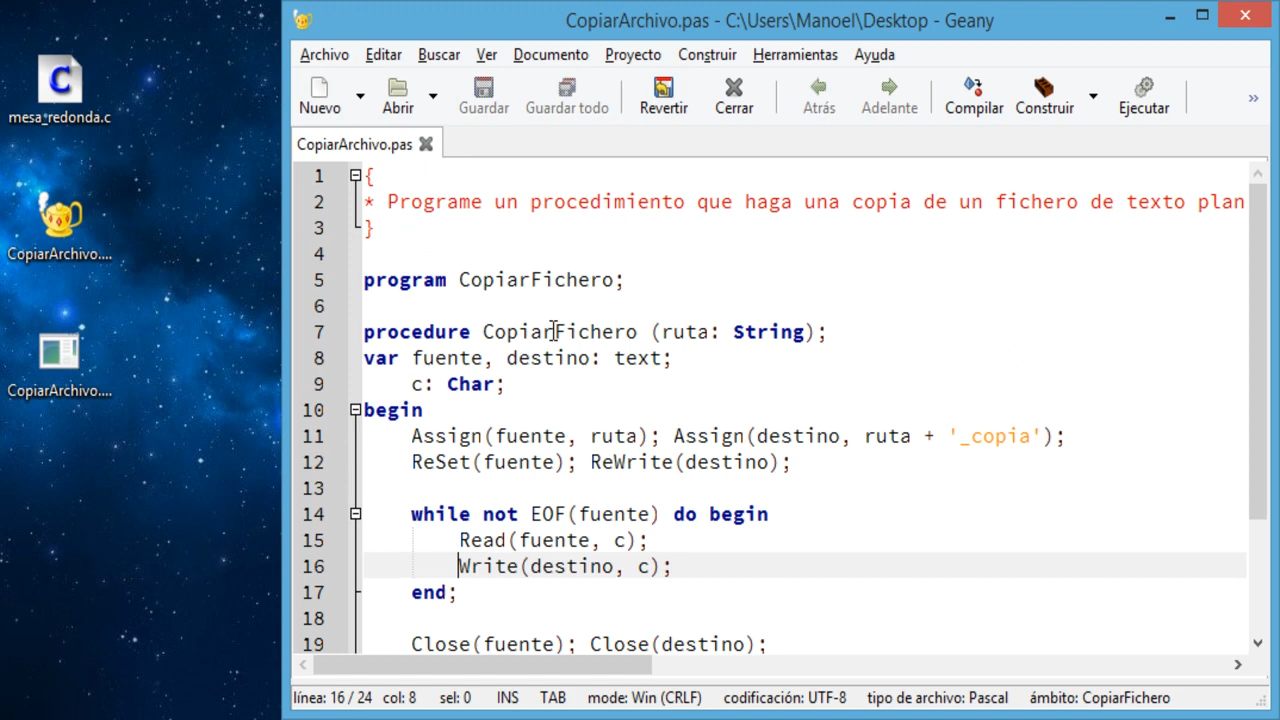 CopiarArchivo.pas - C:\Users\Manoel\Desktop - Geany
Archivo Editar Buscar Ver Documento Proyecto Construir Herramientas Ayuda
Nuevo Abrir Guardar Guardar todo Revertir Cerrar Atrás Adelante Compilar Construir Ejecutar »
CopiarArchivo.pas
mesa_redonda.c
CopiarArchivo....
CopiarArchivo....
1 {
2 * Programe un procedimiento que haga una copia de un fichero de texto plan
3 }
4
5 program CopiarFichero;
6
7 procedure CopiarFichero (ruta: String);
8 var fuente, destino: text;
9 c: Char;
10 begin
11 Assign(fuente, ruta); Assign(destino, ruta + '_copia');
12 ReSet(fuente); ReWrite(destino);
13
14 while not EOF(fuente) do begin
15 Read(fuente, c);
16 Write(destino, c);
17 end;
18
19 Close(fuente); Close(destino);
línea: 16 / 24 col: 8 sel: 0 INS TAB mode: Win (CRLF) codificación: UTF-8 tipo de archivo: Pascal ámbito: CopiarFichero